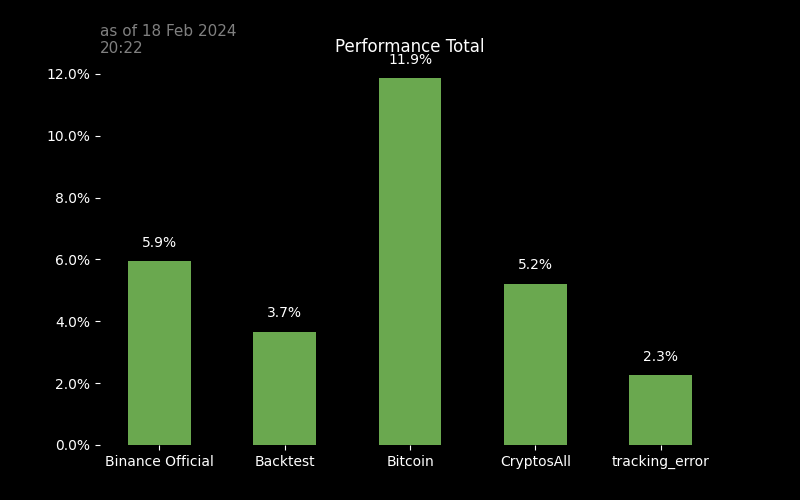 as of 18 Feb 2024
20:22
Performance Total
12.0%
10.0%
8.0%
6.0%
4.0%
2.0%
0.0%
5.9%
3.7%
11.9%
5.2%
2.3%
Binance Official
Backtest
Bitcoin
CryptosAll
tracking_error